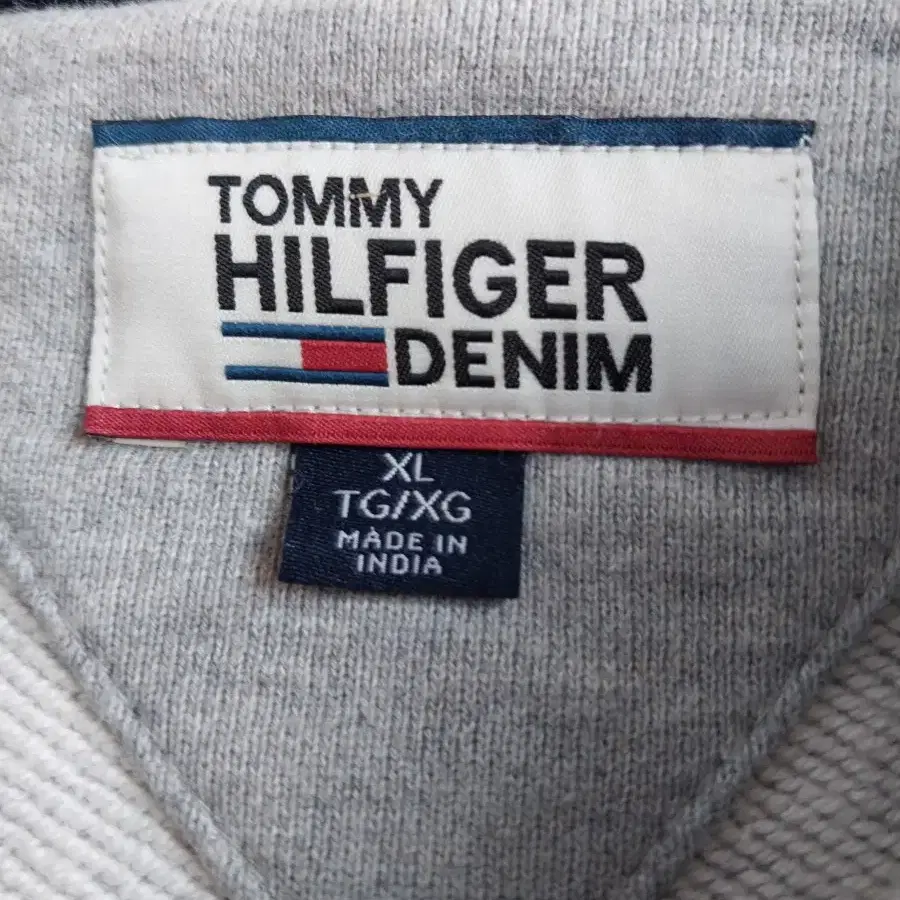 TOMMY
HILFIGER
DENIM
XL
TG/XG
MADE IN
INDIA